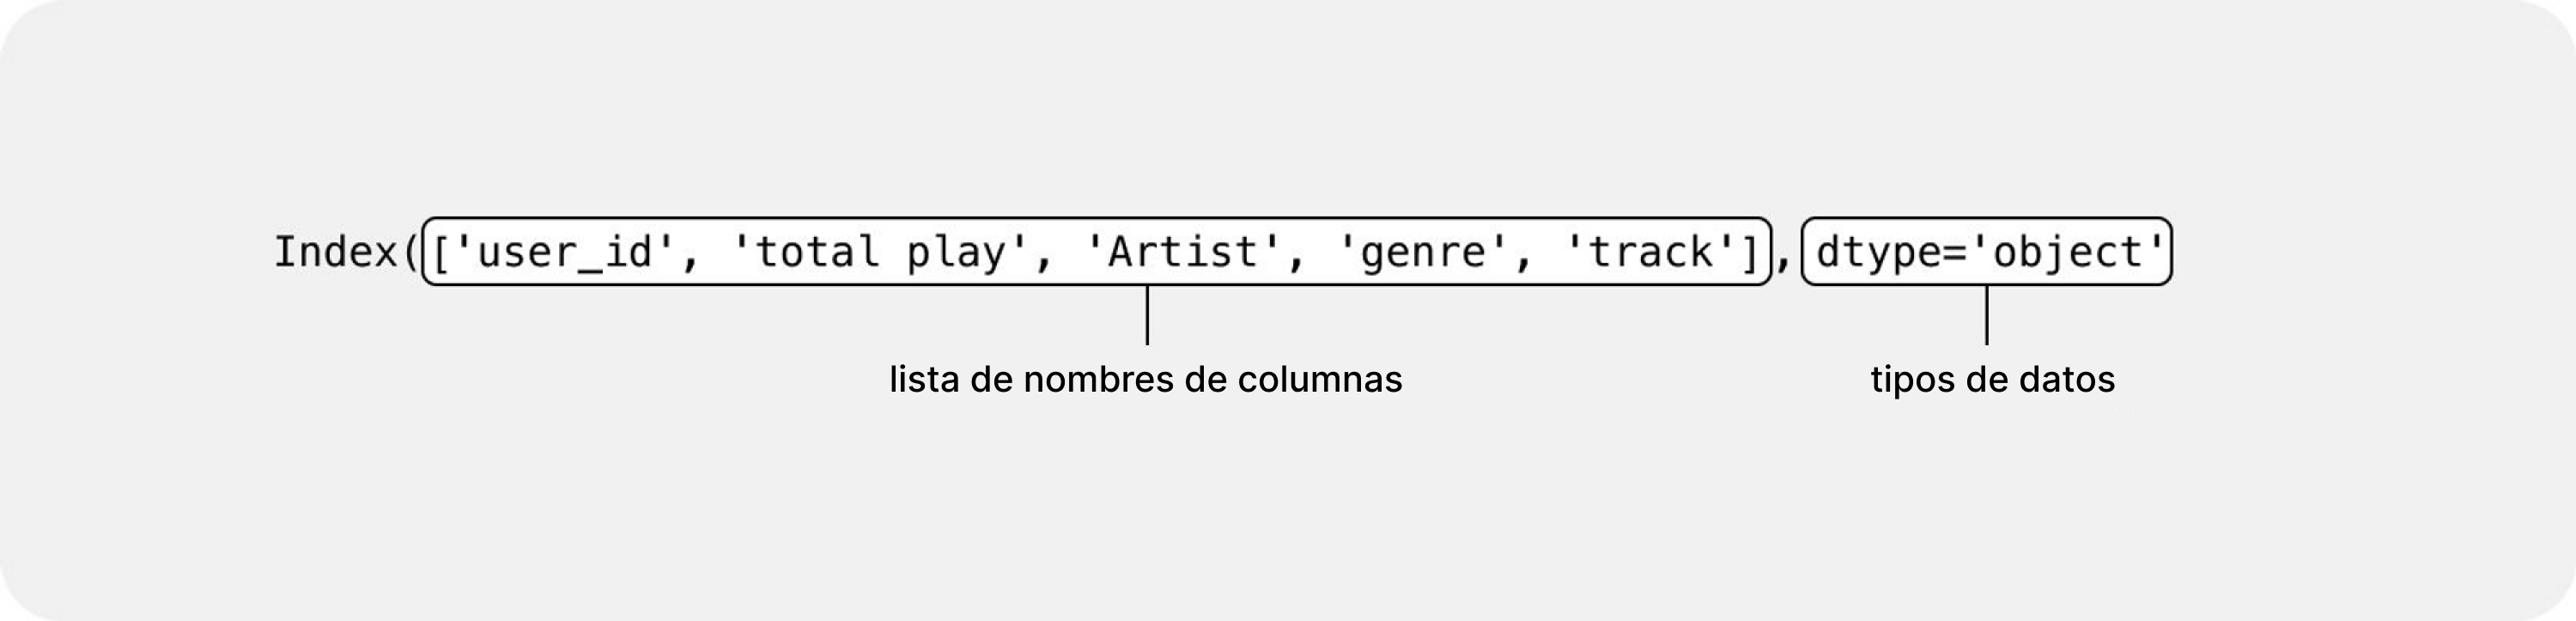 Index(['user_id', 'total play', 'Artist', 'genre', 'track'], dtype='object'
lista de nombres de columnas
tipos de datos